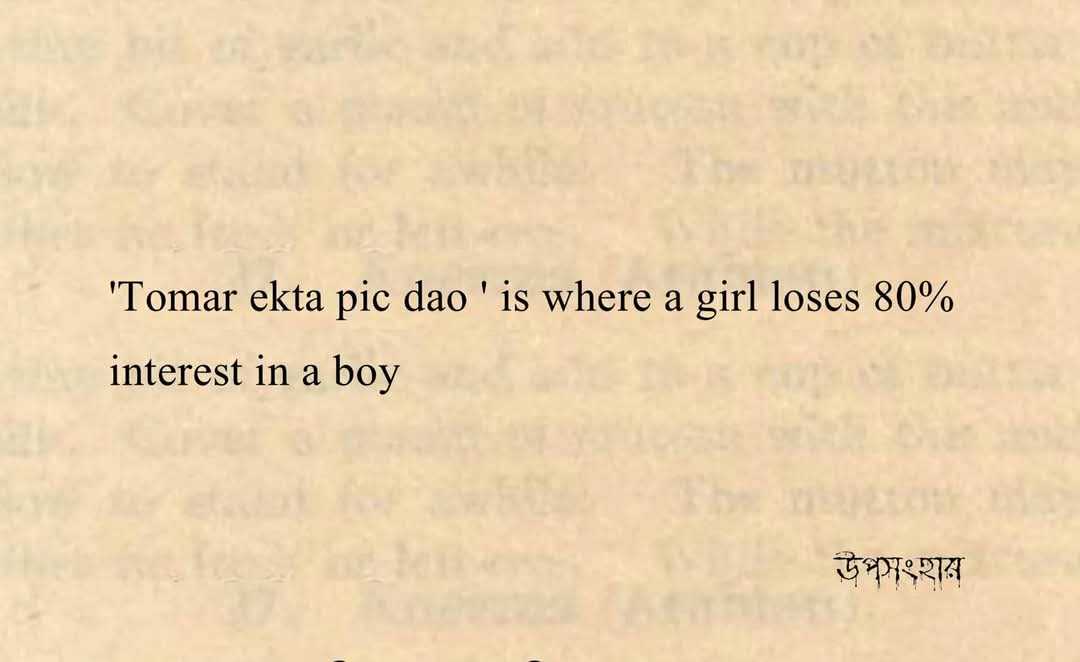 'Tomar ekta pic dao ' is where a girl loses 80%
interest in a boy
উপসংহার